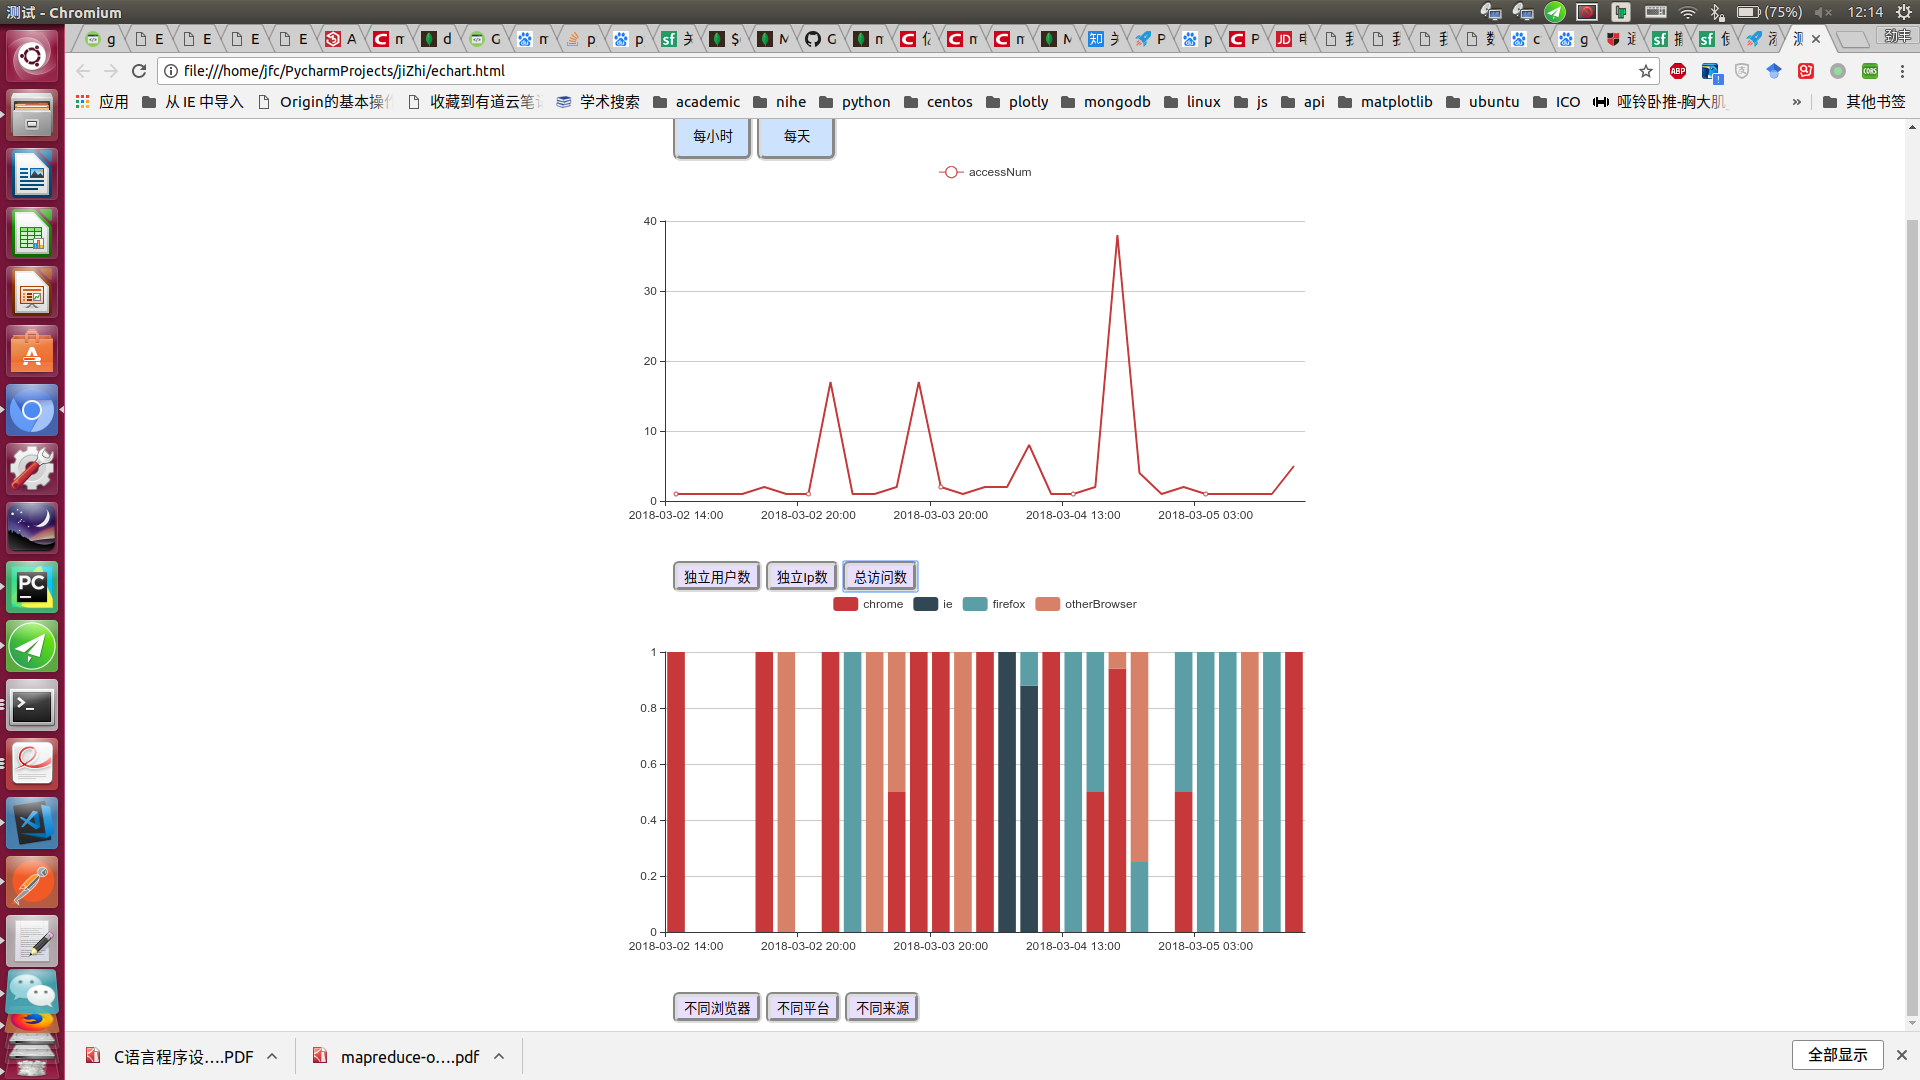 测试 - Chromium
(75%)
12:14
g E E E E A m d G m p p $ M G m 亿 m m M P p P 数 c g
劲丰
file:///home/jfc/PycharmProjects/jiZhi/echart.html
ABP
CORS
应用 从 IE 中导入 Origin的基本操作 收藏到有道云笔记 学术搜索 academic nihe python centos plotly mongodb linux js api matplotlib ubuntu ICO 哑铃卧推-胸大肌 » 其他书签
每小时 每天
accessNum
40
30
20
10
0
2018-03-02 14:00 2018-03-02 20:00 2018-03-03 20:00 2018-03-04 13:00 2018-03-05 03:00
独立用户数 独立Ip数 总访问数
chrome ie firefox otherBrowser
1
0.8
0.6
0.4
0.2
0
2018-03-02 14:00 2018-03-02 20:00 2018-03-03 20:00 2018-03-04 13:00 2018-03-05 03:00
不同浏览器 不同平台 不同来源
C语言程序设....PDF mapreduce-o....pdf 全部显示